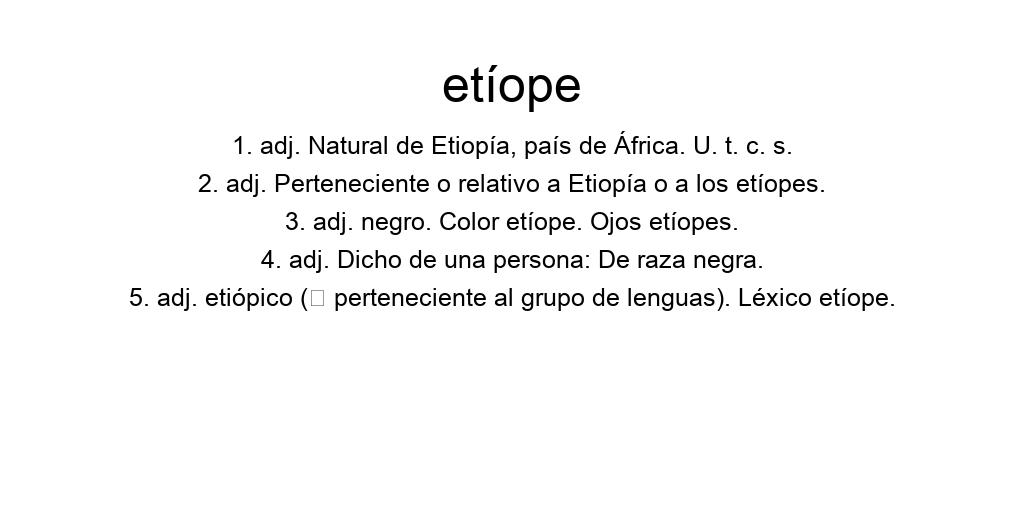 etíope
1. adj. Natural de Etiopía, país de África. U. t. c. s.
2. adj. Perteneciente o relativo a Etiopía o a los etíopes.
3. adj. negro. Color etíope. Ojos etíopes.
4. adj. Dicho de una persona: De raza negra.
5. adj. etiópico (▯ perteneciente al grupo de lenguas). Léxico etíope.